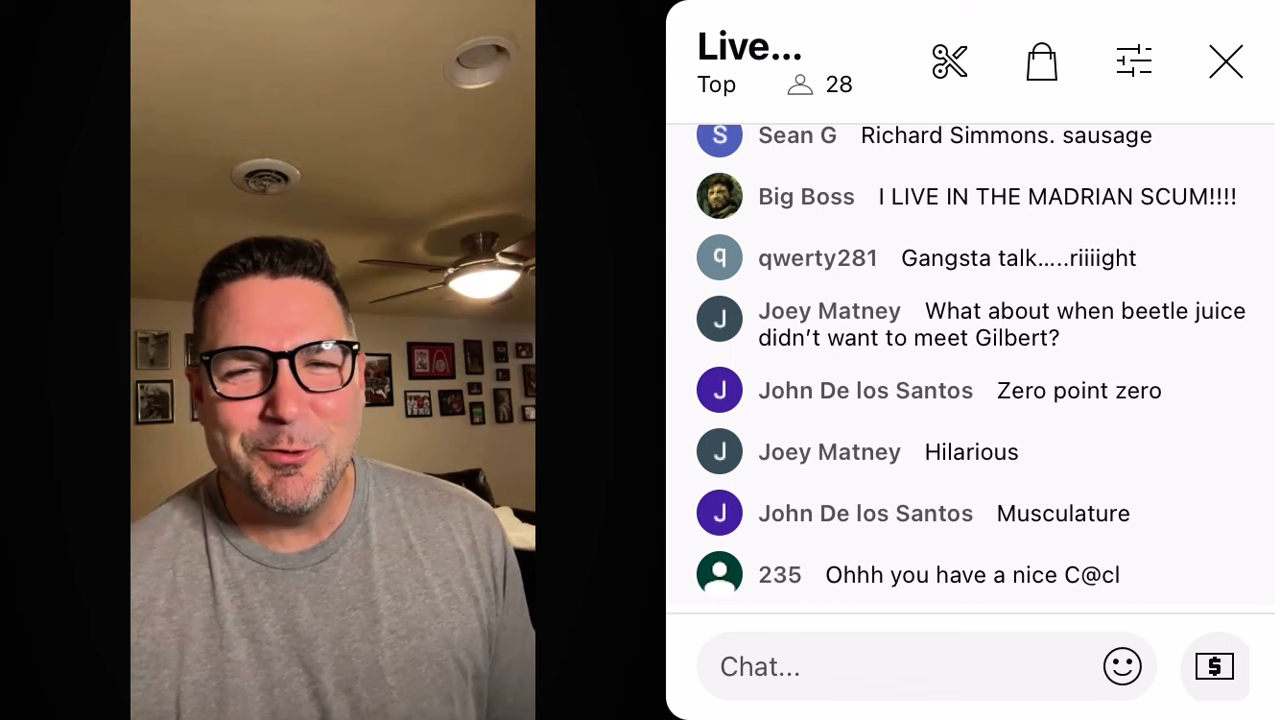 Live...
Top 28
S Sean G Richard Simmons. sausage
Big Boss I LIVE IN THE MADRIAN SCUM!!!!
q qwerty281 Gangsta talk.....riiiight
J Joey Matney What about when beetle juice
didn’t want to meet Gilbert?
J John De los Santos Zero point zero
J Joey Matney Hilarious
J John De los Santos Musculature
235 Ohhh you have a nice C@cl
Chat...
$